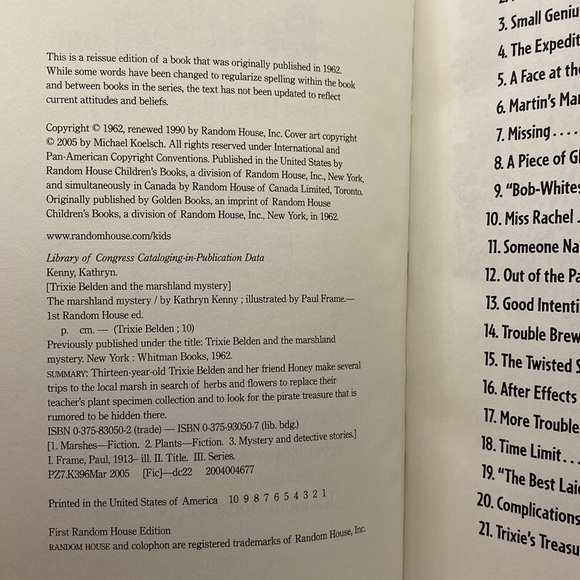 This is a reissue edition of a book that was originally published in 1962.
While some words have been changed to regularize spelling within the book
and between books in the series, the text has not been updated to reflect
current attitudes and beliefs.
Copyright © 1962, renewed 1990 by Random House, Inc. Cover art copyright
© 2005 by Michael Koelsch. All rights reserved under International and
Pan-American Copyright Conventions. Published in the United States by
Random House Children's Books, a division of Random House, Inc., New York,
and simultaneously in Canada by Random House of Canada Limited, Toronto.
Originally published by Golden Books, an imprint of Random House
Children's Books, a division of Random House, Inc., New York, in 1962.
www.randomhouse.com/kids
Library of Congress Cataloging-in-Publication Data
Kenny, Kathryn.
[Trixie Belden and the marshland mystery]
The marshland mystery / by Kathryn Kenny ; illustrated by Paul Frame.—
1st Random House ed.
p. cm. — (Trixie Belden ; 10)
Previously published under the title: Trixie Belden and the marshland
mystery. New York : Whitman Books, 1962.
SUMMARY: Thirteen-year-old Trixie Belden and her friend Honey make several
trips to the local marsh in search of herbs and flowers to replace their
teacher's plant specimen collection and to look for the pirate treasure that is
rumored to be hidden there.
ISBN 0-375-83050-2 (trade) — ISBN 0-375-93050-7 (lib. bdg.)
[1. Marshes—Fiction. 2. Plants—Fiction. 3. Mystery and detective stories.]
I. Frame, Paul, 1913– ill. II. Title. III. Series.
PZ7.K396Mar 2005 [Fic]—dc22 2004004677
Printed in the United States of America 10 9 8 7 6 5 4 3 2 1
First Random House Edition
RANDOM HOUSE and colophon are registered trademarks of Random House, Inc.
3. Small Geniu
4. The Expedit
5. A Face at the
6. Martin's Mar
7. Missing....
8. A Piece of Gl
9. "Bob-Whites
10. Miss Rachel .
11. Someone Na
12. Out of the Pa
13. Good Intenti
14. Trouble Brew
15. The Twisted S
16. After Effects
17. More Trouble
18. Time Limit...
19. "The Best Laid
20. Complications
21. Trixie's Treasu